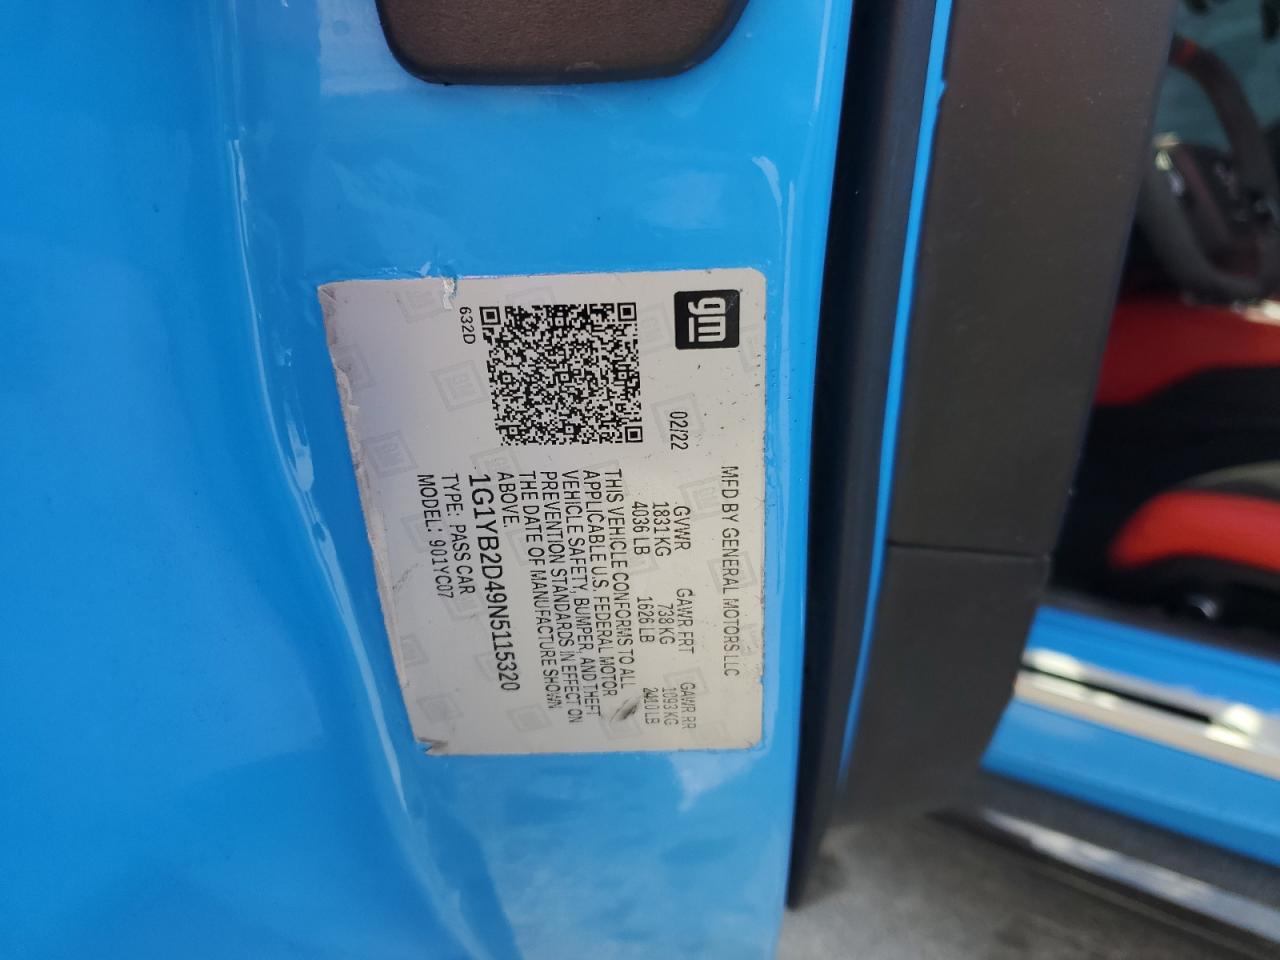 gm
MFD BY GENERAL MOTORS LLC
02/22
GVWR GAWR FRT GAWR RR
1831 KG 738 KG 1093 KG
4036 LB 1626 LB 2410 LB
THIS VEHICLE CONFORMS TO ALL
APPLICABLE U.S. FEDERAL MOTOR
VEHICLE SAFETY, BUMPER, AND THEFT
PREVENTION STANDARDS IN EFFECT ON
THE DATE OF MANUFACTURE SHOWN
ABOVE.
1G1YB2D49N5115320
TYPE: PASS CAR
MODEL: 901YC07
632D